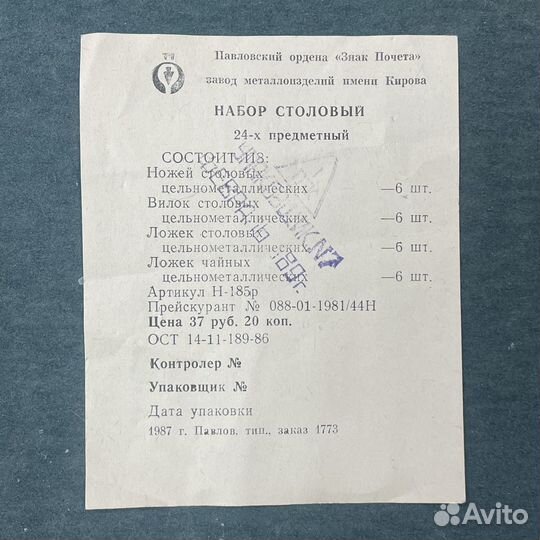 Павловский ордена «Знак Почета»
завод металлоизделий имени Кирова
НАБОР СТОЛОВЫЙ
24-х предметный
СОСТОИТ ИЗ:
Ножей столовых
цельнометаллических —6 шт.
Вилок столовых
цельнометаллических —6 шт.
Ложек столовых
цельнометаллических —6 шт.
Ложек чайных
цельнометаллических —6 шт.
Артикул Н-185р
Прейскурант № 088-01-1981/44Н
Цена 37 руб. 20 коп.
ОСТ 14-11-189-86
Контролер №
Упаковщик №
Дата упаковки
1987 г. Павлов. тип., заказ 1773
Avito